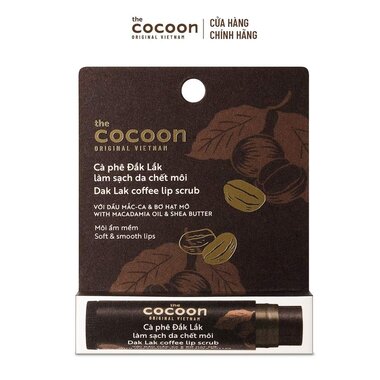 the
cocoon
ORIGINAL VIETNAM
CỬA HÀNG
CHÍNH HÃNG
the
cocoon
ORIGINAL VIETNAM
Cà phê Đắk Lắk
làm sạch da chết môi
Dak Lak coffee lip scrub
VỚI DẦU MẮC-CA & BƠ HẠT MỠ
WITH MACADAMIA OIL & SHEA BUTTER
Môi ẩm mềm
Soft & smooth lips
the
cocoon
ORIGINAL VIETNAM
Cà phê Đắk Lắk
làm sạch da chết môi
Dak Lak coffee lip scrub